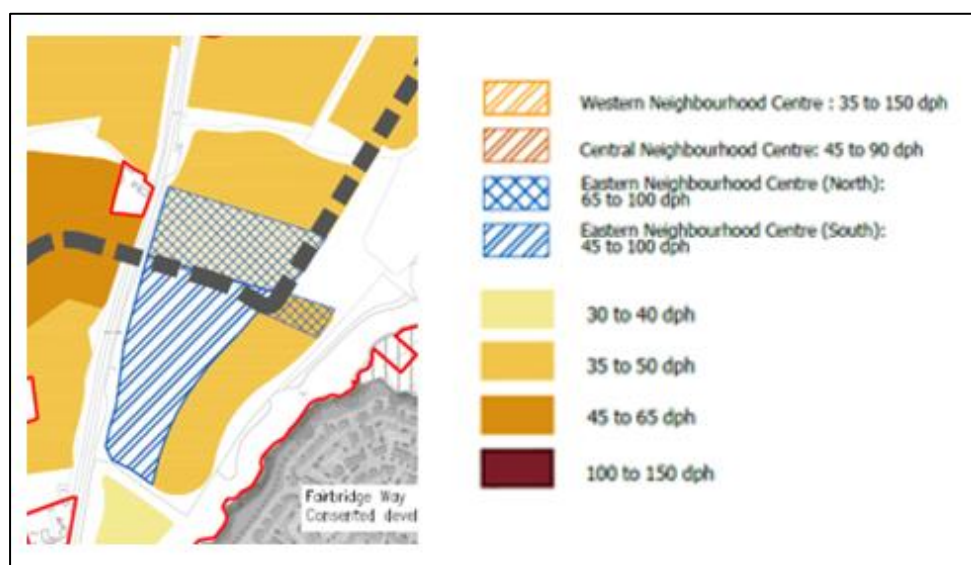 Western Neighbourhood Centre : 35 to 150 dph
Central Neighbourhood Centre: 45 to 90 dph
Eastern Neighbourhood Centre (North):
65 to 100 dph
Eastern Neighbourhood Centre (South):
45 to 100 dph
30 to 40 dph
35 to 50 dph
45 to 65 dph
100 to 150 dph
Fairbridge Way
Consented devel